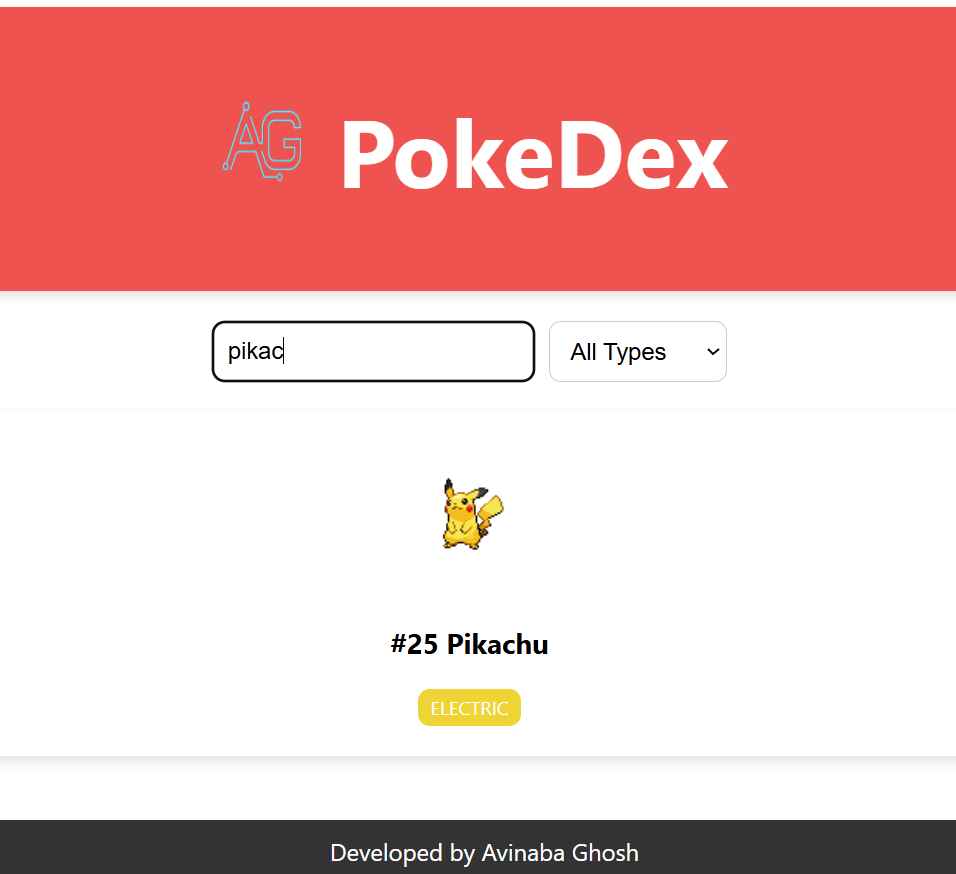 AG PokeDex
pikac
All Types
#25 Pikachu
ELECTRIC
Developed by Avinaba Ghosh